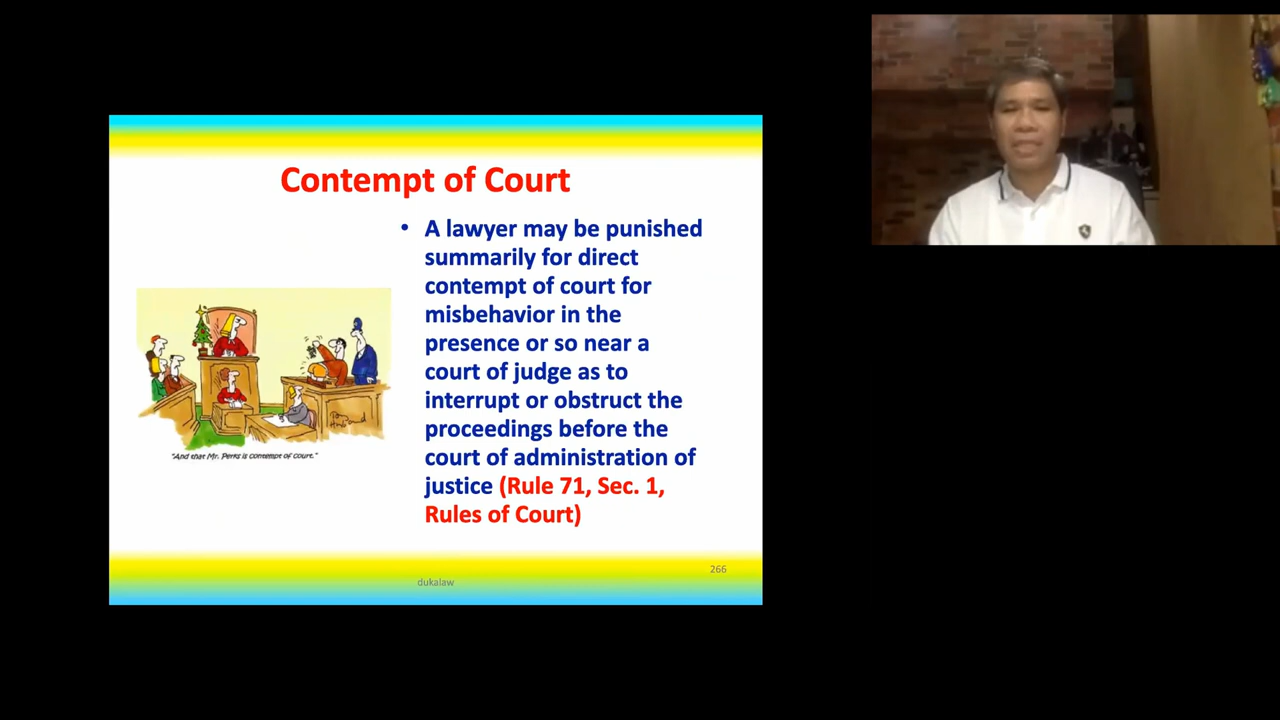 Contempt of Court
• A lawyer may be punished
summarily for direct
contempt of court for
misbehavior in the
presence or so near a
court of judge as to
interrupt or obstruct the
proceedings before the
court of administration of
justice (Rule 71, Sec. 1,
Rules of Court)
"And that Mr. Perks is contempt of court."
266
dukalaw